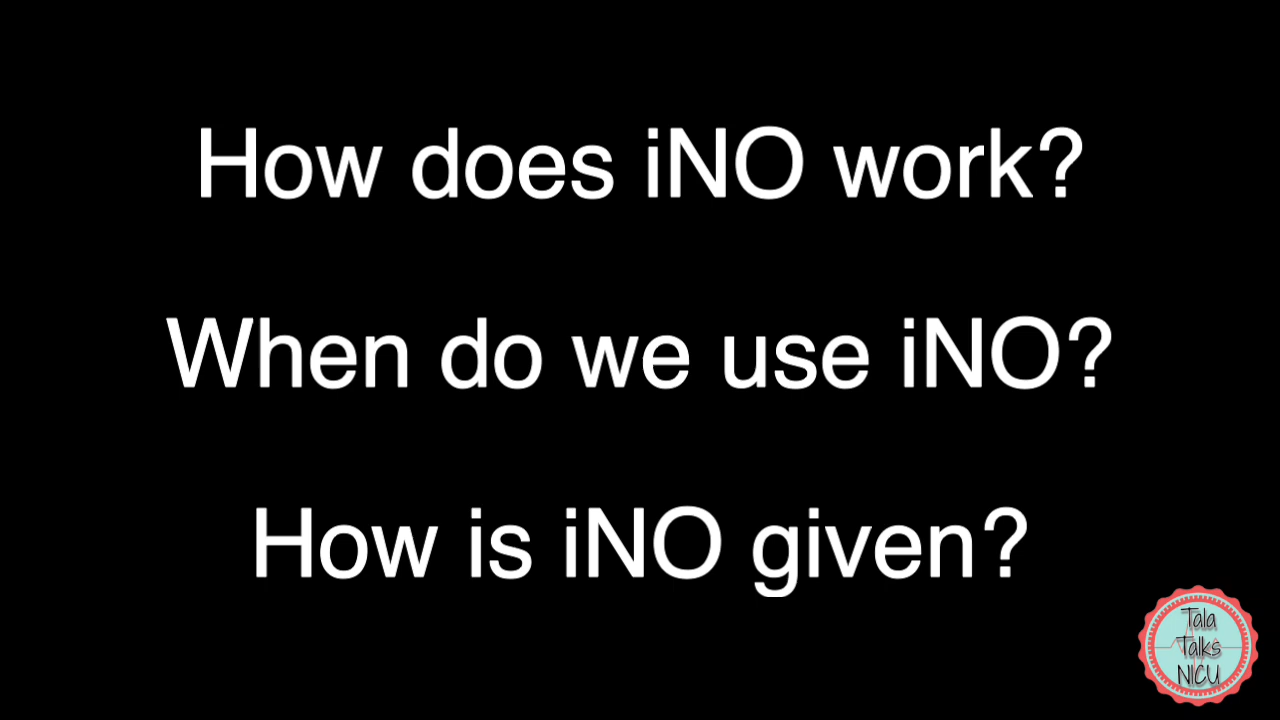 How does iNO work?
When do we use iNO?
How is iNO given?
Tala
Talks
NICU